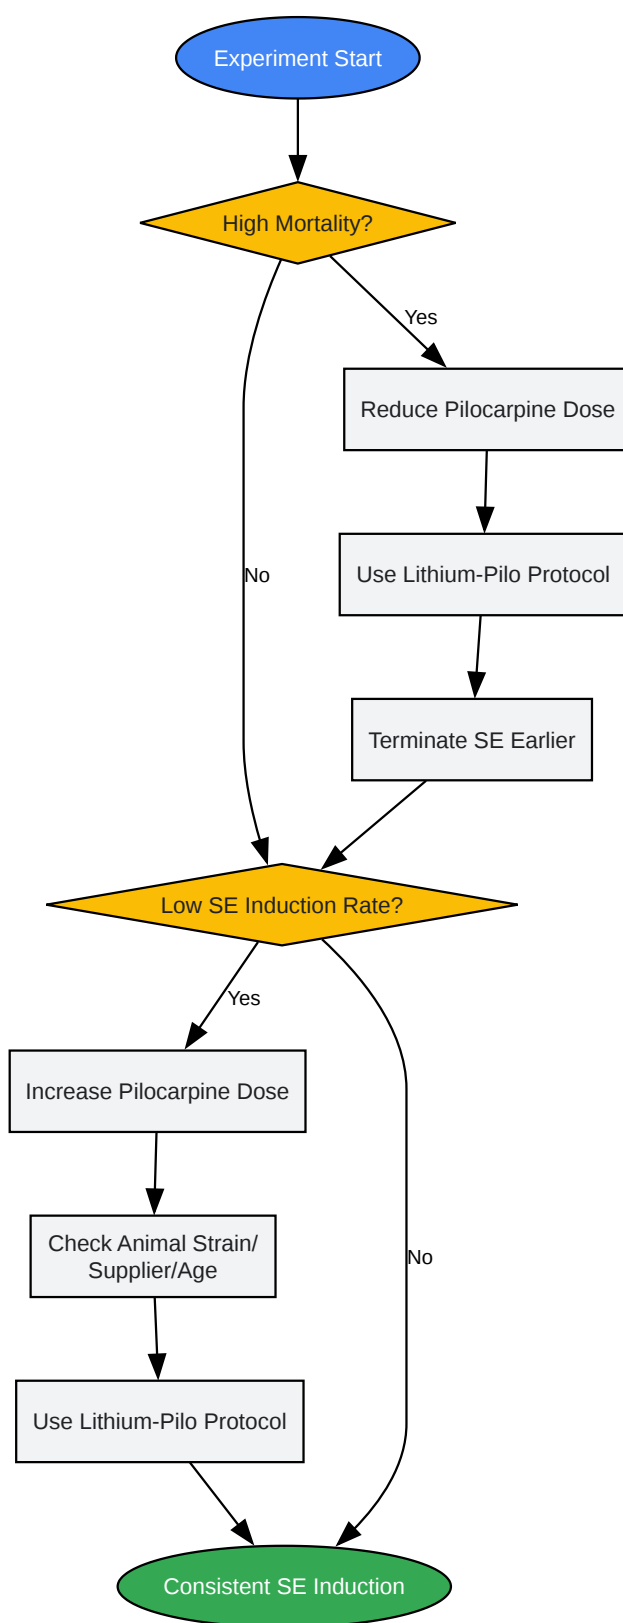 Experiment Start
High Mortality?
Yes
Reduce Pilocarpine Dose
No
Use Lithium-Pilo Protocol
Terminate SE Earlier
Low SE Induction Rate?
Yes
Increase Pilocarpine Dose
Check Animal Strain/
Supplier/Age
No
Use Lithium-Pilo Protocol
Consistent SE Induction